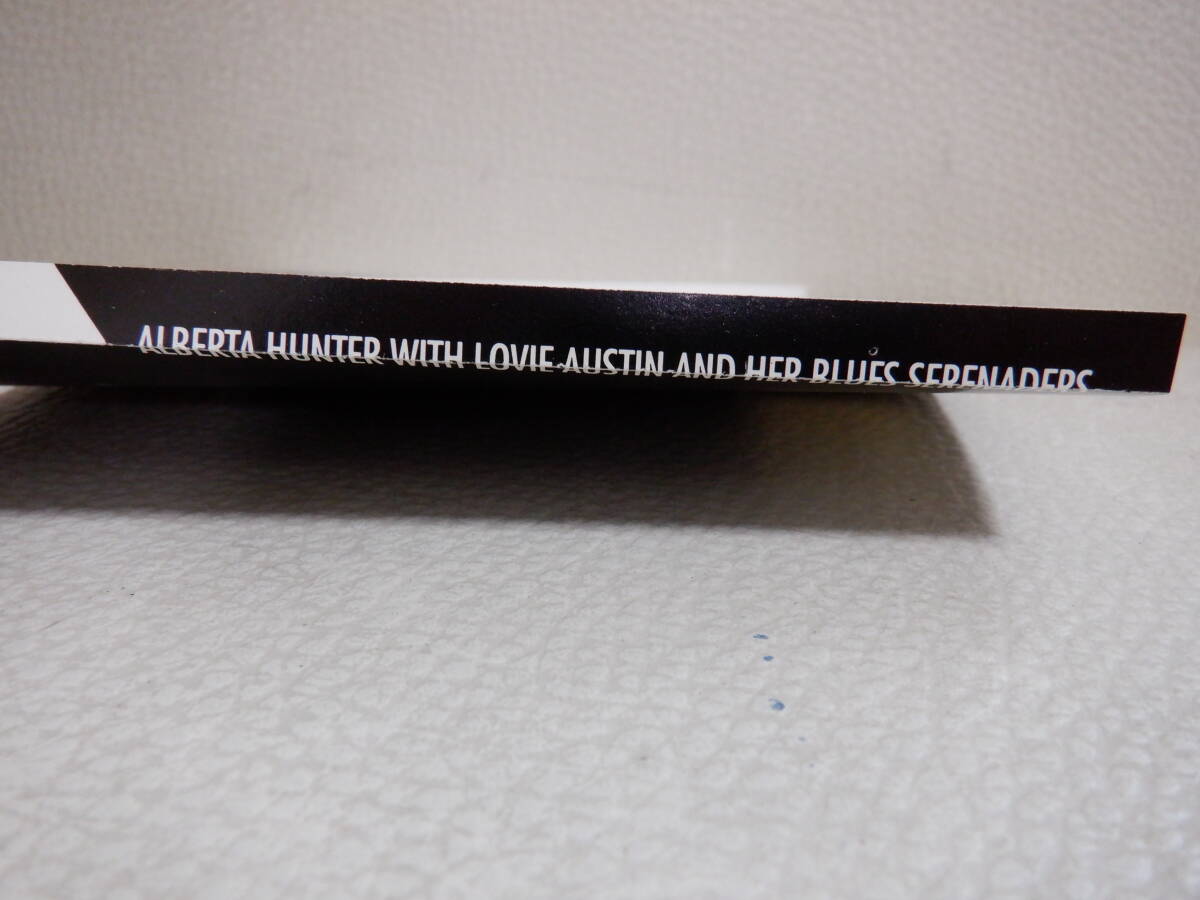 ALBERTA HUNTER WITH LOVIE AUSTIN AND HER BLUES SERENADERS